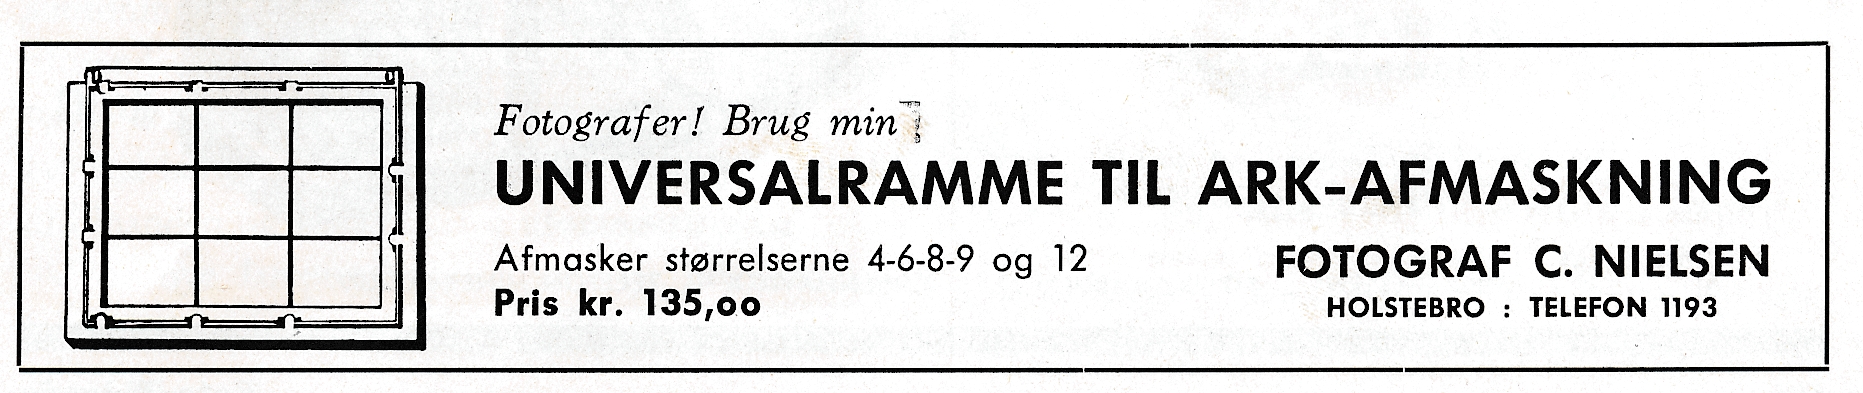 Fotografer! Brug min
UNIVERSALRAMME TIL ARK-AFMASKNING
Afmasker størrelserne 4-6-8-9 og 12
Pris kr. 135,oo
FOTOGRAF C. NIELSEN
HOLSTEBRO : TELEFON 1193